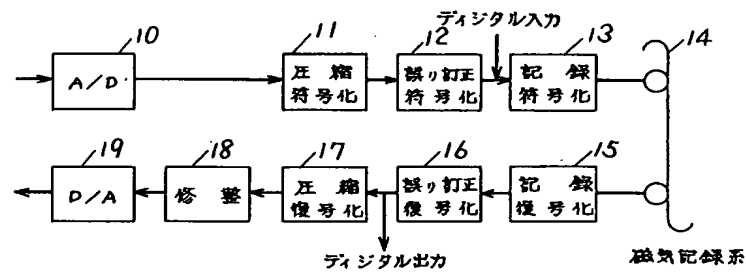 ディジタル入力
10
11
12
13
14
A/D
圧縮
符号化
誤り訂正
符号化
記録
符号化
19
18
17
16
15
D/A
修整
圧縮
復号化
誤り訂正
復号化
記録
復号化
ディジタル出力
磁気記録系